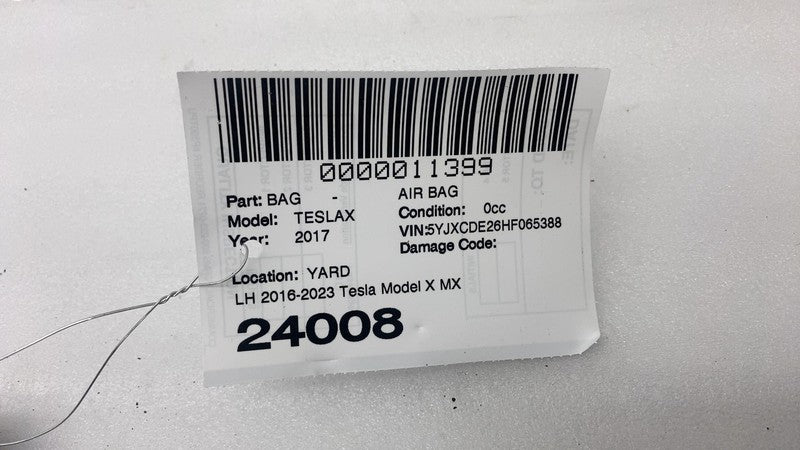 0000011399
Part: BAG - AIR BAG
Model: TESLAX Condition: 0cc
Year: 2017 VIN:5YJXCDE26HF065388
Damage Code:
Location: YARD
LH 2016-2023 Tesla Model X MX
24008